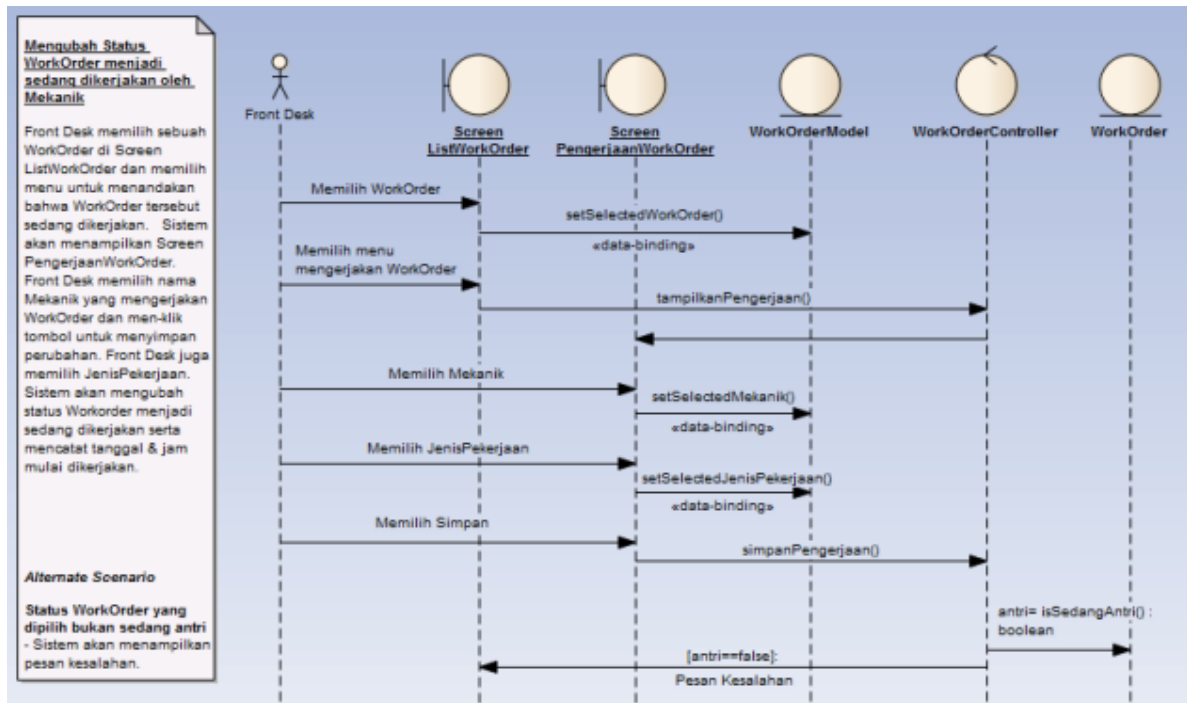 Mengubah Status
WorkOrder menjadi
sedang dikerjakan oleh
Mekanik
Front Desk memilih sebuah
WorkOrder di Screen
ListWorkOrder dan memilih
menu untuk menandakan
bahwa WorkOrder tersebut
sedang dikerjakan. Sistem
akan menampilkan Screen
PengerjaanWorkOrder.
Front Desk memilih nama
Mekanik yang mengerjakan
WorkOrder dan men-klik
tombol untuk menyimpan
perubahan. Front Desk juga
memilih JenisPekerjaan.
Sistem akan mengubah
status Workorder menjadi
sedang dikerjakan serta
mencatat tanggal & jam
mulai dikerjakan.
Alternate Scenario
Status WorkOrder yang
dipilih bukan sedang antri
- Sistem akan menampilkan
pesan kesalahan.
Front Desk
Screen
ListWorkOrder
Screen
PengerjaanWorkOrder
WorkOrderModel
WorkOrderController
WorkOrder
Memilih WorkOrder
setSelectedWorkOrder()
«data-binding»
Memilih menu
mengerjakan WorkOrder
tampilkanPengerjaan()
Memilih Mekanik
setSelectedMekanik()
«data-binding»
Memilih JenisPekerjaan
setSelectedJenisPekerjaan()
«data-binding»
Memilih Simpan
simpanPengerjaan()
antri= isSedangAntri() :
boolean
[antri==false]:
Pesan Kesalahan